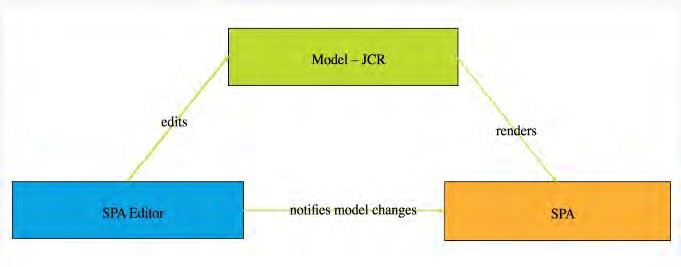 Model – JCR
edits
renders
SPA Editor
notifies model changes
SPA